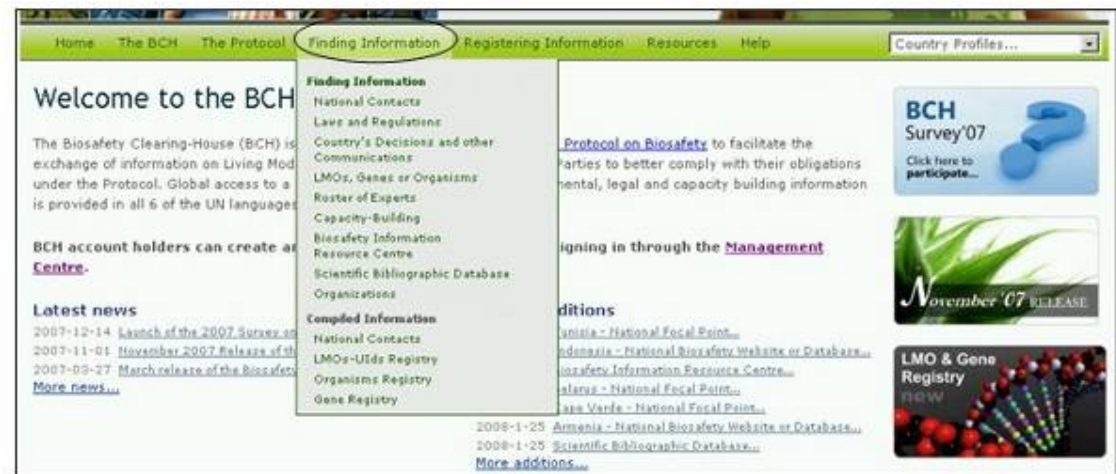 Home The BCH The Protocol Finding Information Registering Information Resources Help Country Profiles...
Welcome to the BCH
The Biosafety Clearing-House (BCH) is
exchange of information on Living Mod
under the Protocol. Global access to a
is provided in all 6 of the UN languages
Protocol on Biosafety to facilitate the
Parties to better comply with their obligations
mental, legal and capacity building information
BCH account holders can create an
igning in through the Management
Centre.
Finding Information
National Contacts
Laws and Regulations
Country's Decisions and other
Communications
LMOs, Genes or Organisms
Roster of Experts
Capacity-Building
Biosafety Information
Resource Centre
Scientific Bibliographic Database
Organizations
Compiled Information
National Contacts
LMOs-UIds Registry
Organisms Registry
Gene Registry
Latest news
2007-12-14 Launch of the 2007 Survey on
2007-11-01 November 2007 Release of th
2007-03-27 March release of the Biosafety
More news...
ditions
Tunisia - National Focal Point...
ndonesia - National Biosafety Website or Database...
iosafety Information Resource Centre...
elarus - National Focal Point...
Cape Verde - National Focal Point...
2008-1-25 Armenia - National Biosafety Website or Database...
2008-1-25 Scientific Bibliographic Database...
More additions...
BCH
Survey'07
Click here to
participate...
November '07 RELEASE
LMO & Gene
Registry
now